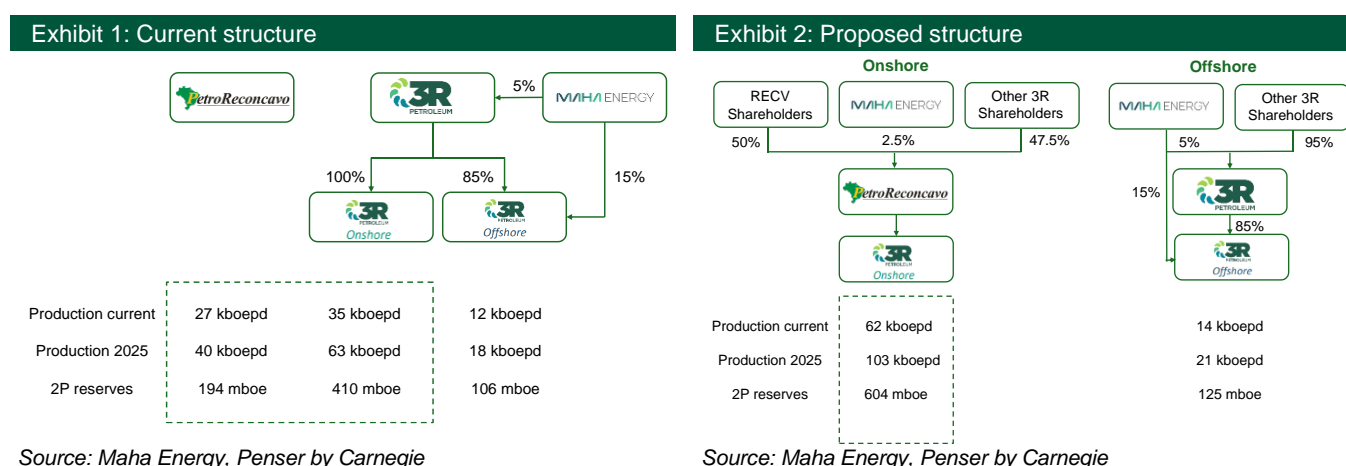 Exhibit 1: Current structure
PetroReconcavo
3R
PETROLEUM
5%
MAHA ENERGY
100%
85%
15%
3R
PETROLEUM
Onshore
3R
PETROLEUM
Offshore
Production current 27 kboepd 35 kboepd 12 kboepd
Production 2025 40 kboepd 63 kboepd 18 kboepd
2P reserves 194 mboe 410 mboe 106 mboe
Source: Maha Energy, Penser by Carnegie
Exhibit 2: Proposed structure
Onshore
RECV
Shareholders
MAHA ENERGY
Other 3R
Shareholders
50% 2.5% 47.5%
PetroReconcavo
3R
PETROLEUM
Onshore
Offshore
MAHA ENERGY
Other 3R
Shareholders
5% 95%
15%
3R
PETROLEUM
85%
3R
PETROLEUM
Offshore
Production current 62 kboepd 14 kboepd
Production 2025 103 kboepd 21 kboepd
2P reserves 604 mboe 125 mboe
Source: Maha Energy, Penser by Carnegie